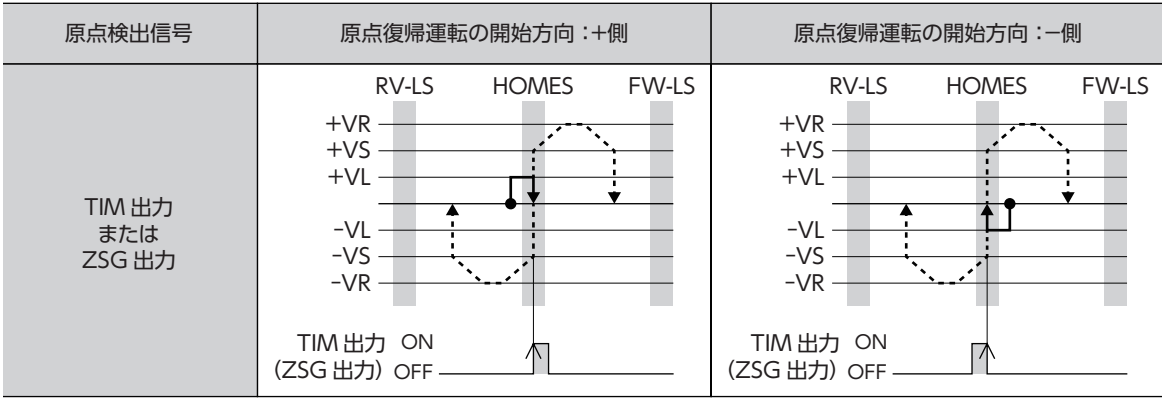 原点検出信号
原点復帰運転の開始方向：＋側
原点復帰運転の開始方向：－側
TIM 出力
または
ZSG 出力
RV-LS HOMES FW-LS
+VR
+VS
+VL
−VL
−VS
−VR
TIM 出力 ON
（ZSG 出力） OFF
RV-LS HOMES FW-LS
+VR
+VS
+VL
−VL
−VS
−VR
TIM 出力 ON
（ZSG 出力） OFF